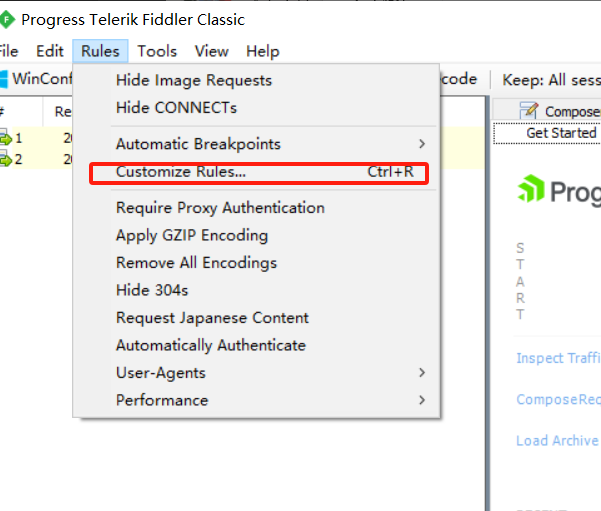 Progress Telerik Fiddler Classic
File Edit Rules Tools View Help
WinConf
code Keep: All sess
# Re
1 20
2 20
Hide Image Requests
Hide CONNECTs
Automatic Breakpoints
Customize Rules... Ctrl+R
Require Proxy Authentication
Apply GZIP Encoding
Remove All Encodings
Hide 304s
Request Japanese Content
Automatically Authenticate
User-Agents
Performance
Compose
Get Started
Prog
S
T
A
R
T
Inspect Traffi
ComposeReq
Load Archive